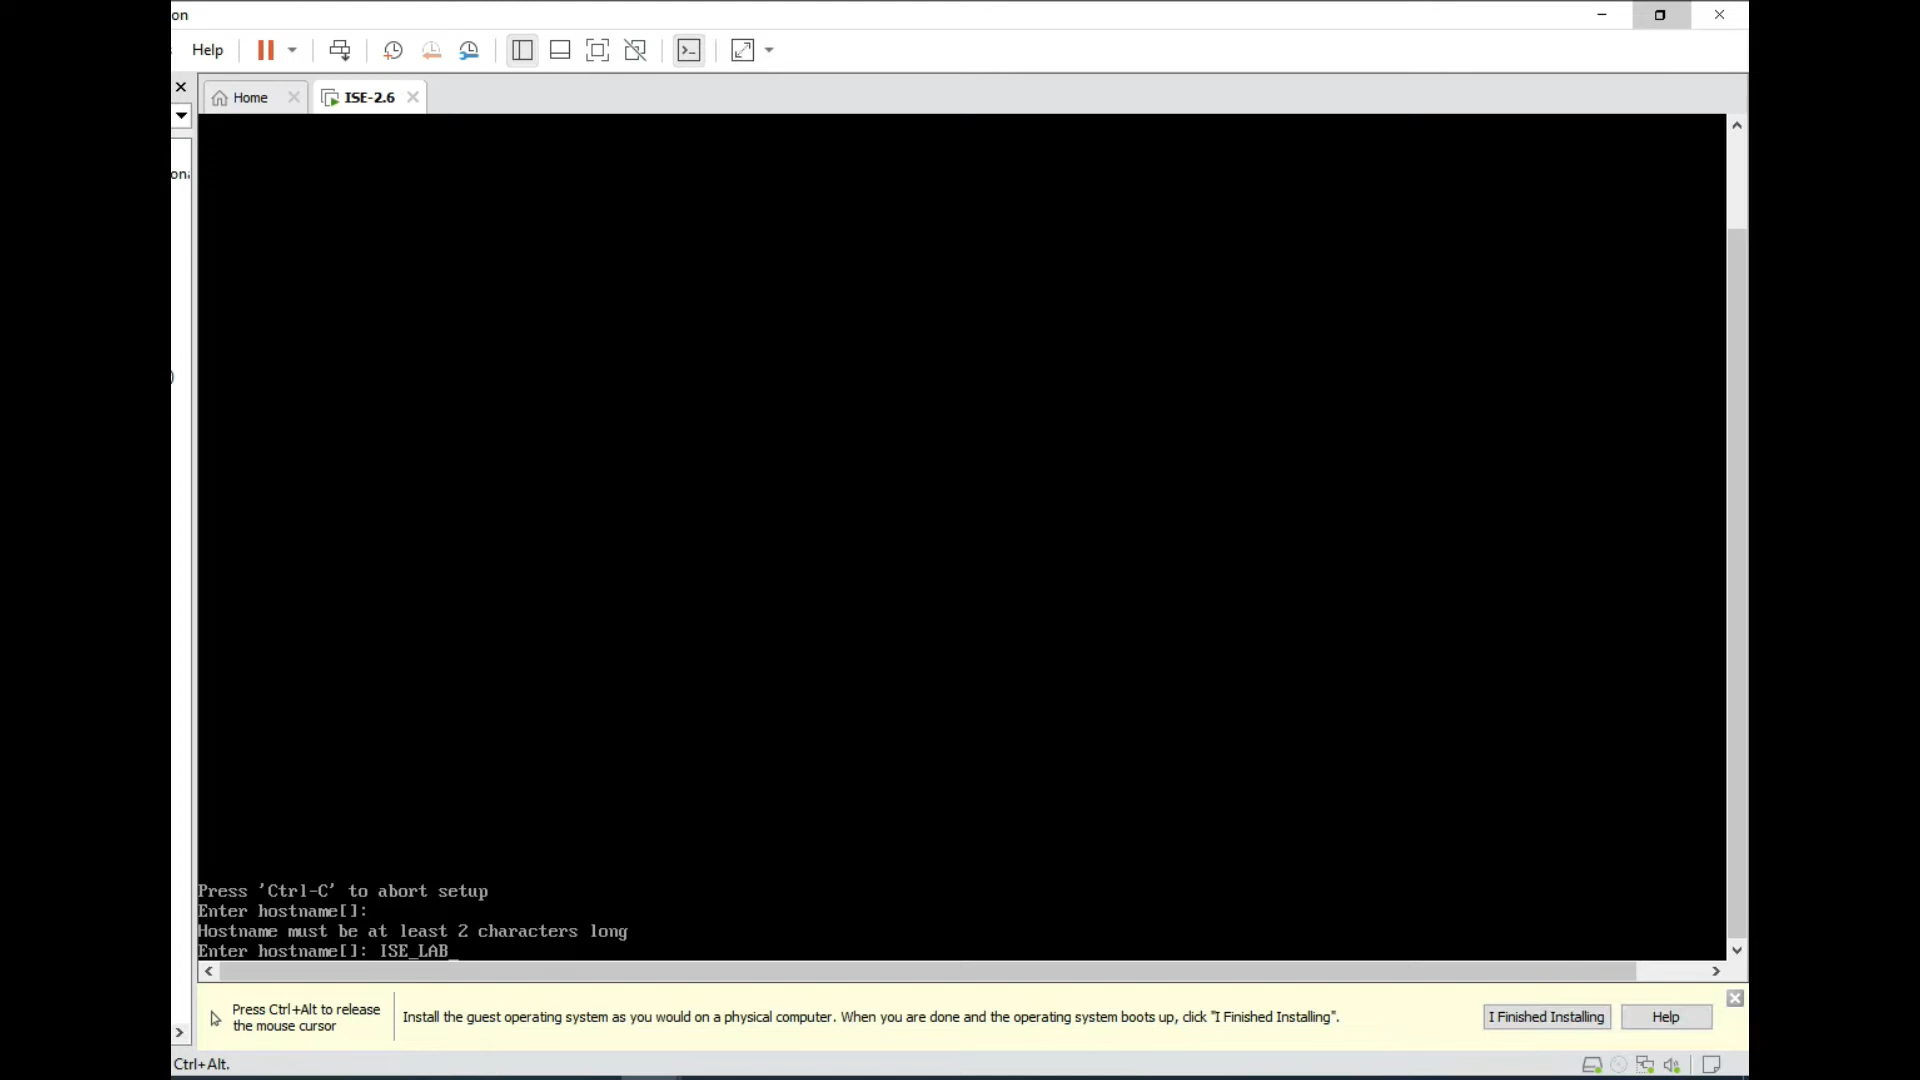 on
Help
Home
ISE-2.6
Press 'Ctrl-C' to abort setup
Enter hostname[]:
Hostname must be at least 2 characters long
Enter hostname[]: ISE_LAB_
Press Ctrl+Alt to release
the mouse cursor
Install the guest operating system as you would on a physical computer. When you are done and the operating system boots up, click "I Finished Installing".
I Finished Installing
Help
Ctrl+Alt.